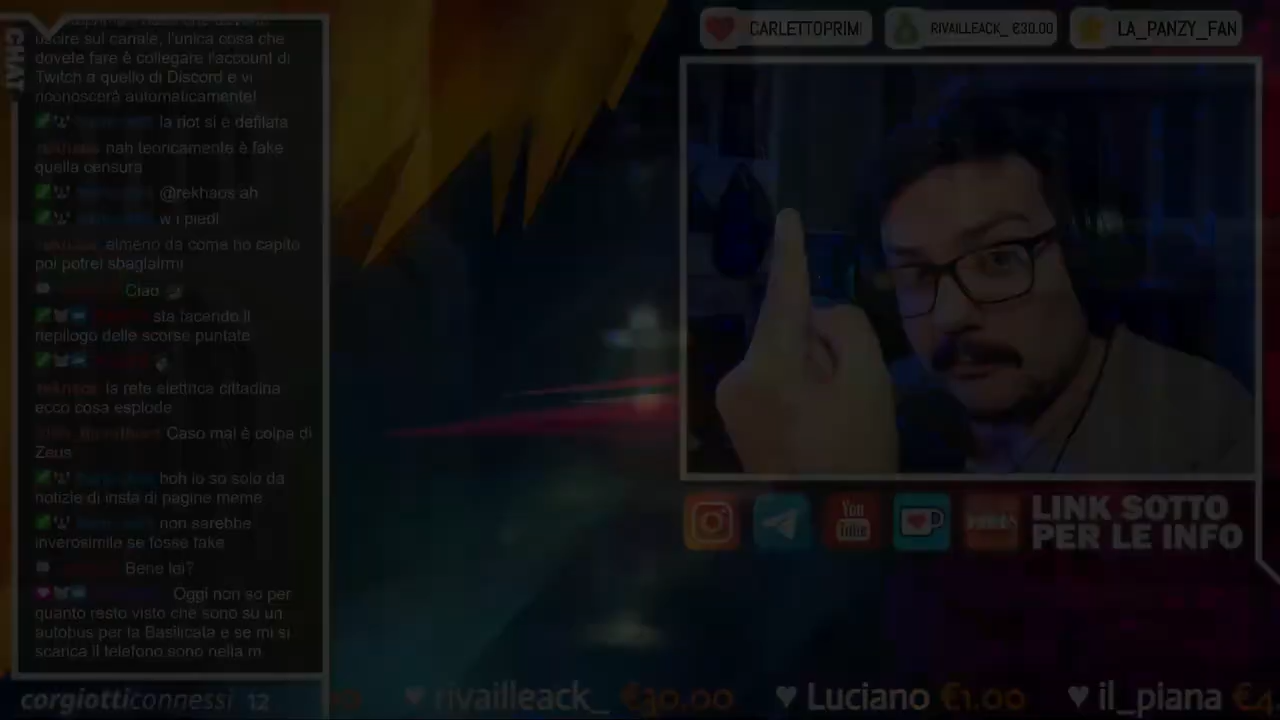 CHAT
uscire sul canale, l'unica cosa che
dovete fare è collegare l'account di
Twitch a quello di Discord e vi
riconoscerà automaticamente!
la riot si è defilata
rekhaos nah teoricamente è fake
quella censura
@rekhaos ah
w i piedi
rekhaos almeno da come ho capito
poi potrei sbagliarmi
Ciao
sta facendo il
riepilogo delle scorse puntate
rekhaos la rete elettrica cittadina
ecco cosa esplode
Caso mai è colpa di
Zeus
boh io so solo da
notizie di insta di pagine meme
non sarebbe
inverosimile se fosse fake
Bene lei?
Oggi non so per
quanto resto visto che sono su un
autobus per la Basilicata e se mi si
scarica il telefono sono nella m
corgiotticonnessi 12
CARLETTOPRIMI
RIVAILLEACK_ €30.00
LA_PANZY_FAN
You
Tube
LINK SOTTO
PER LE INFO
rivailleack_ €30.00 Luciano €1.00 il_piana €4